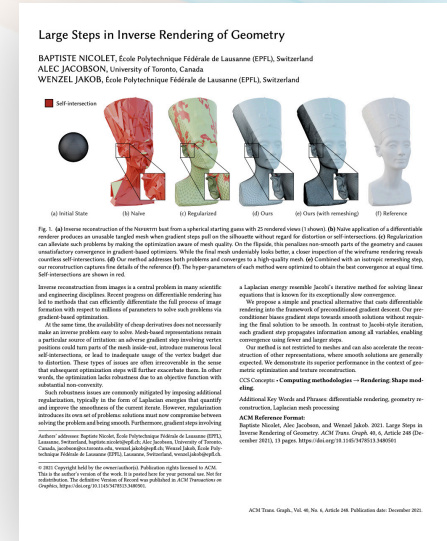 Large Steps in Inverse Rendering of Geometry
BAPTISTE NICOLET, École Polytechnique Fédérale de Lausanne (EPFL), Switzerland
ALEC JACOBSON, University of Toronto, Canada
WENZEL JAKOB, École Polytechnique Fédérale de Lausanne (EPFL), Switzerland
Self-intersection
(a) Initial State (b) Naïve (c) Regularized (d) Ours (e) Ours (with remeshing) (f) Reference
Fig. 1. (a) Inverse reconstruction of the Nefertiti bust from a spherical starting guess with 25 rendered views (1 shown). (b) Naïve application of a differentiable
renderer produces an unusable tangled mesh when gradient steps pull on the silhouette without regard for distortion or self-intersections. (c) Regularization
can alleviate such problems by making the optimization aware of mesh quality. On the flipside, this penalizes non-smooth parts of the geometry and causes
unsatisfactory convergence in gradient-based optimizers. While the final mesh undeniably looks better, a closer inspection of the wireframe rendering reveals
countless self-intersections. (d) Our method addresses both problems and converges to a high-quality mesh. (e) Combined with an isotropic remeshing step,
our reconstruction captures fine details of the reference (f). The hyper-parameters of each method were optimized to obtain the best convergence at equal time.
Self-intersections are shown in red.
Inverse reconstruction from images is a central problem in many scientific
and engineering disciplines. Recent progress on differentiable rendering has
led to methods that can efficiently differentiate the full process of image
formation with respect to millions of parameters to solve such problems via
gradient-based optimization.
At the same time, the availability of cheap derivatives does not necessarily
make an inverse problem easy to solve. Mesh-based representations remain
a particular source of irritation: an adverse gradient step involving vertex
positions could turn parts of the mesh inside-out, introduce numerous local
self-intersections, or lead to inadequate usage of the vertex budget due
to distortion. These types of issues are often irrecoverable in the sense
that subsequent optimization steps will further exacerbate them. In other
words, the optimization lacks robustness due to an objective function with
substantial non-convexity.
Such robustness issues are commonly mitigated by imposing additional
regularization, typically in the form of Laplacian energies that quantify
and improve the smoothness of the current iterate. However, regularization
introduces its own set of problems: solutions must now compromise between
solving the problem and being smooth. Furthermore, gradient steps involving
Authors' addresses: Baptiste Nicolet, École Polytechnique Fédérale de Lausanne (EPFL),
Lausanne, Switzerland, baptiste.nicolet@epfl.ch; Alec Jacobson, University of Toronto,
Canada, jacobson@cs.toronto.edu; Wenzel Jakob, École Poly-
technique Fédérale de Lausanne (EPFL), Lausanne, Switzerland, wenzel.jakob@epfl.ch.
© 2021 Copyright held by the owner/author(s). Publication rights licensed to ACM.
This is the author's version of the work. It is posted here for your personal use. Not for
redistribution. The definitive Version of Record was published in ACM Transactions on
Graphics, https://doi.org/10.1145/3478513.3480501.
a Laplacian energy resemble Jacobi's iterative method for solving linear
equations that is known for its exceptionally slow convergence.
We propose a simple and practical alternative that casts differentiable
rendering into the framework of preconditioned gradient descent. Our pre-
conditioner biases gradient steps towards smooth solutions without requir-
ing the final solution to be smooth. In contrast to Jacobi-style iteration,
each gradient step propagates information among all variables, enabling
convergence using fewer and larger steps.
Our method is not restricted to meshes and can also accelerate the recon-
struction of other representations, where smooth solutions are generally
expected. We demonstrate its superior performance in the context of geo-
metric optimization and texture reconstruction.
CCS Concepts: • Computing methodologies → Rendering; Shape mod-
eling.
Additional Key Words and Phrases: differentiable rendering, geometry re-
construction, Laplacian mesh processing
ACM Reference Format:
Baptiste Nicolet, Alec Jacobson, and Wenzel Jakob. 2021. Large Steps in
Inverse Rendering of Geometry. ACM Trans. Graph. 40, 6, Article 248 (De-
cember 2021), 13 pages. https://doi.org/10.1145/3478513.3480501
ACM Trans. Graph., Vol. 40, No. 6, Article 248. Publication date: December 2021.